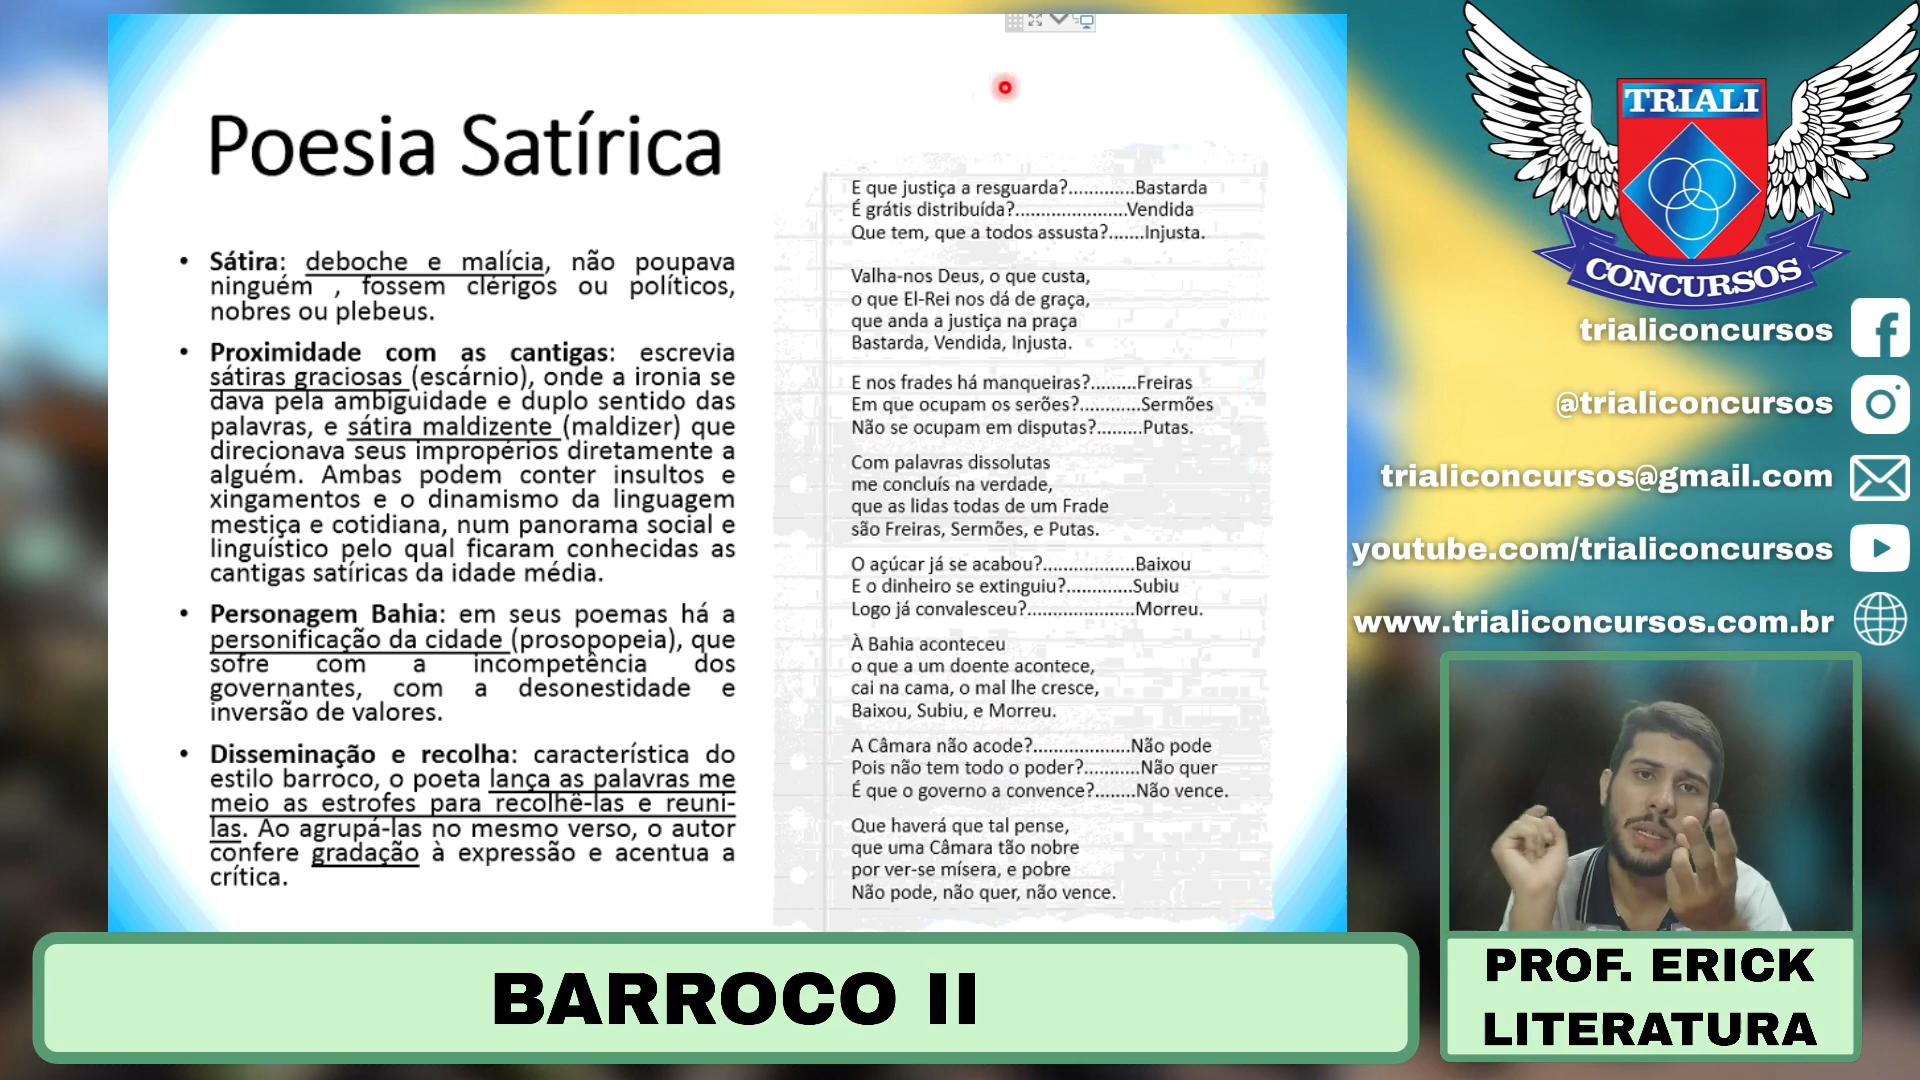 Poesia Satírica
• Sátira: deboche e malícia, não poupava
ninguém , fossem clérigos ou políticos,
nobres ou plebeus.
• Proximidade com as cantigas: escrevia
sátiras graciosas (escárnio), onde a ironia se
dava pela ambiguidade e duplo sentido das
palavras, e sátira maldizente (maldizer) que
direcionava seus impropérios diretamente a
alguém. Ambas podem conter insultos e
xingamentos e o dinamismo da linguagem
mestiça e cotidiana, num panorama social e
linguístico pelo qual ficaram conhecidas as
cantigas satíricas da idade média.
• Personagem Bahia: em seus poemas há a
personificação da cidade (prosopopeia), que
sofre com a incompetência dos
governantes, com a desonestidade e
inversão de valores.
• Disseminação e recolha: característica do
estilo barroco, o poeta lança as palavras me
meio as estrofes para recolhê-las e reuni-
las. Ao agrupá-las no mesmo verso, o autor
confere gradação à expressão e acentua a
crítica.
E que justiça a resguarda?.............Bastarda
É grátis distribuída?......................Vendida
Que tem, que a todos assusta?.......Injusta.
Valha-nos Deus, o que custa,
o que El-Rei nos dá de graça,
que anda a justiça na praça
Bastarda, Vendida, Injusta.
E nos frades há manqueiras?.........Freiras
Em que ocupam os serões?............Sermões
Não se ocupam em disputas?.........Putas.
Com palavras dissolutas
me concluís na verdade,
que as lidas todas de um Frade
são Freiras, Sermões, e Putas.
O açúcar já se acabou?..................Baixou
E o dinheiro se extinguiu?.............Subiu
Logo já convalesceu?.....................Morreu.
À Bahia aconteceu
o que a um doente acontece,
cai na cama, o mal lhe cresce,
Baixou, Subiu, e Morreu.
A Câmara não acode?...................Não pode
Pois não tem todo o poder?...........Não quer
É que o governo a convence?........Não vence.
Que haverá que tal pense,
que uma Câmara tão nobre
por ver-se mísera, e pobre
Não pode, não quer, não vence.
TRIALI
CONCURSOS
trialiconcursos
@trialiconcursos
trialiconcursos@gmail.com
youtube.com/trialiconcursos
www.trialiconcursos.com.br
BARROCO II
PROF. ERICK
LITERATURA